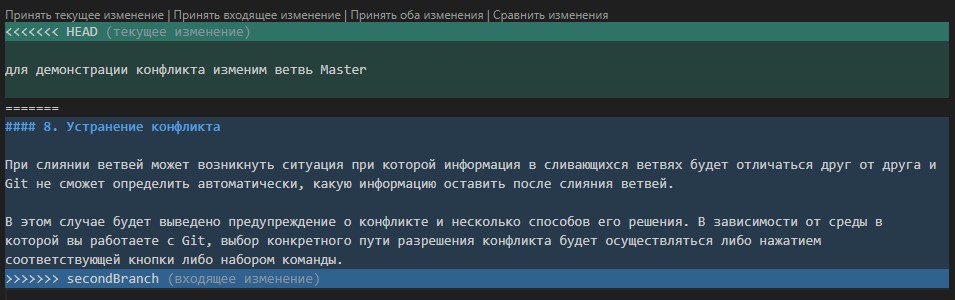 Принять текущее изменение | Принять входящее изменение | Принять оба изменения | Сравнить изменения
<<<<<<< HEAD (текущее изменение)
для демонстрации конфликта изменим ветвь Master
=======
#### 8. Устранение конфликта
При слиянии ветвей может возникнуть ситуация при которой информация в сливающихся ветвях будет отличаться друг от друга и
Git не сможет определить автоматически, какую информацию оставить после слияния ветвей.
В этом случае будет выведено предупреждение о конфликте и несколько способов его решения. В зависимости от среды в
которой вы работаете с Git, выбор конкретного пути разрешения конфликта будет осуществляться либо нажатием
соответствующей кнопки либо набором команды.
>>>>>>> secondBranch (входящее изменение)